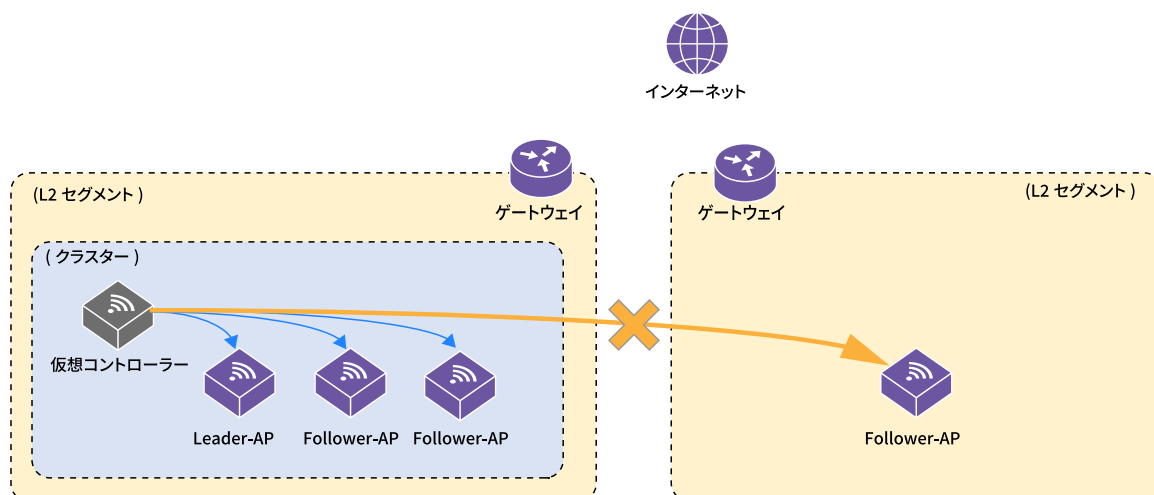 インターネット
(L2 セグメント )
ゲートウェイ
ゲートウェイ
(L2 セグメント )
( クラスター )
仮想コントローラー
Leader-AP
Follower-AP
Follower-AP
Follower-AP